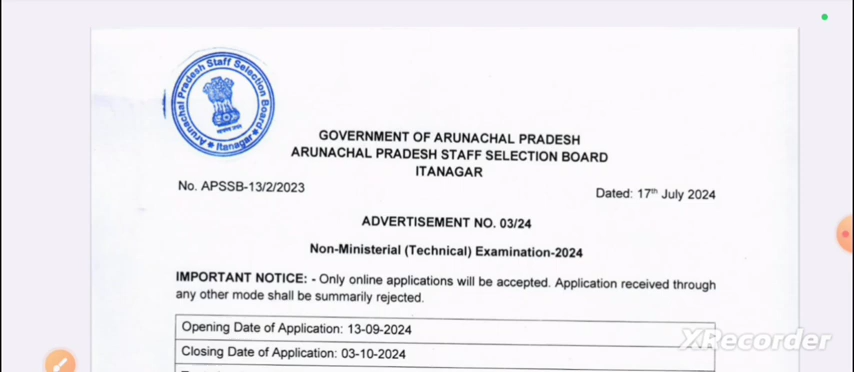 Arunachal Pradesh Staff Selection Board
Itanagar
GOVERNMENT OF ARUNACHAL PRADESH
ARUNACHAL PRADESH STAFF SELECTION BOARD
ITANAGAR
No. APSSB-13/2/2023
Dated: 17th July 2024
ADVERTISEMENT NO. 03/24
Non-Ministerial (Technical) Examination-2024
IMPORTANT NOTICE: - Only online applications will be accepted. Application received through
any other mode shall be summarily rejected.
Opening Date of Application: 13-09-2024
Closing Date of Application: 03-10-2024
XRecorder